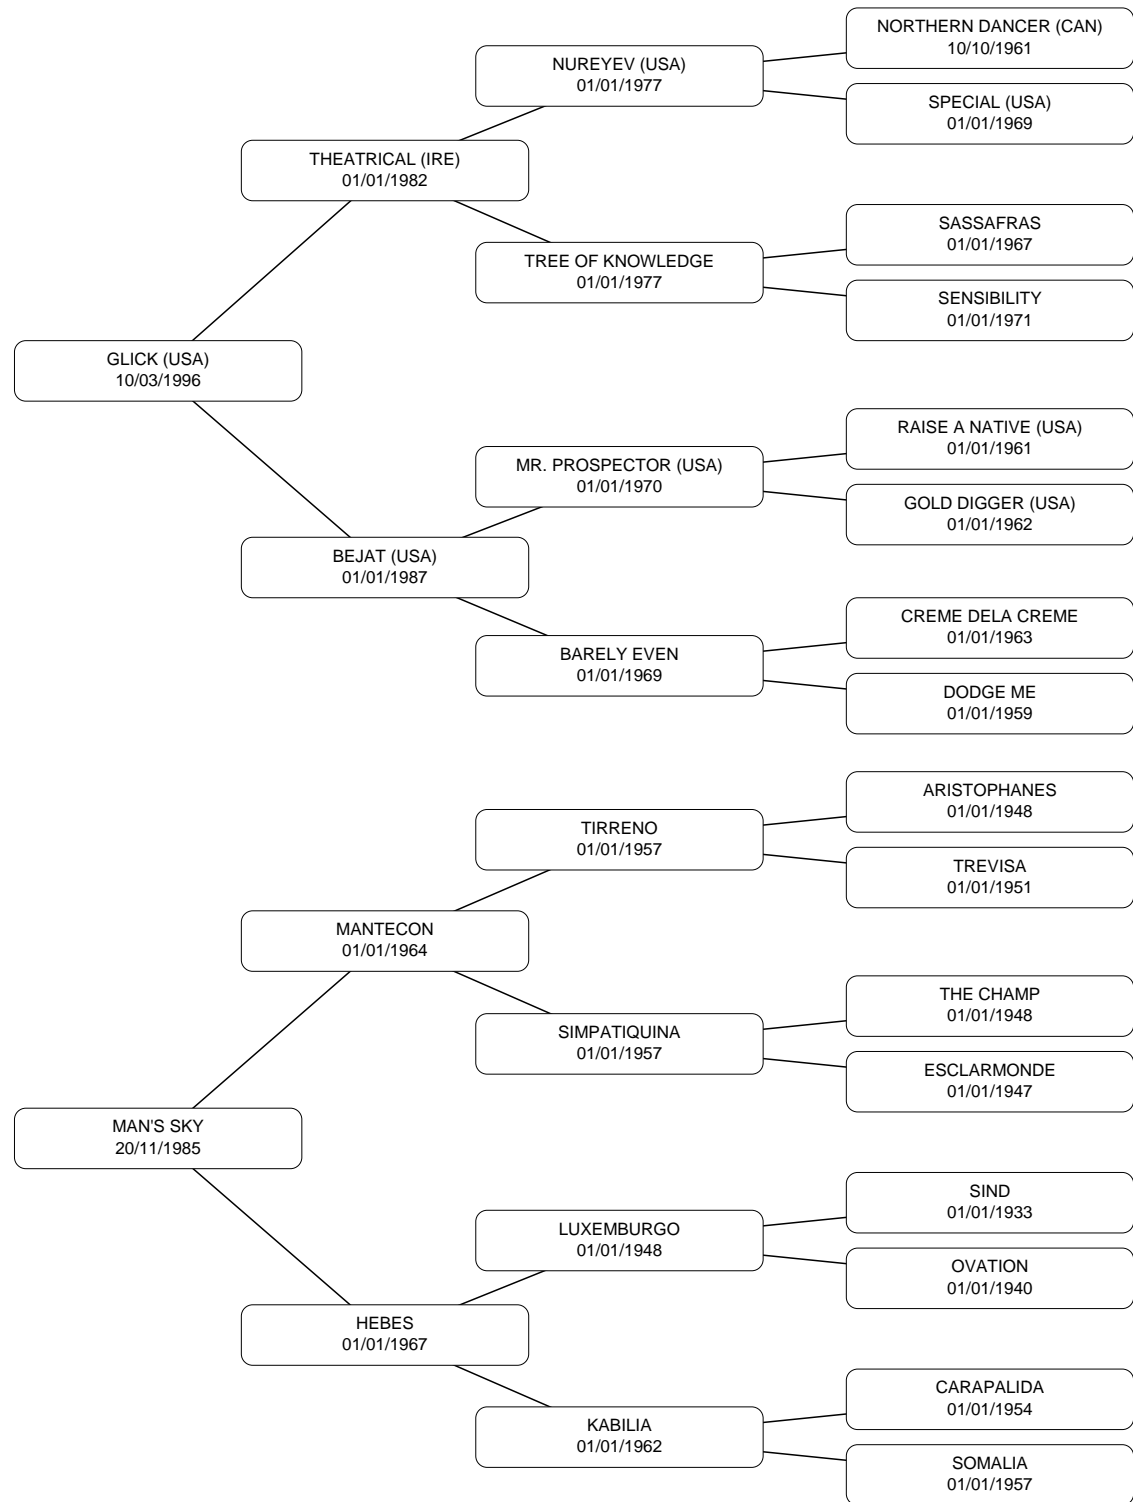 NORTHERN DANCER (CAN)
10/10/1961
NUREYEV (USA)
01/01/1977
SPECIAL (USA)
01/01/1969
THEATRICAL (IRE)
01/01/1982
SASSAFRAS
01/01/1967
TREE OF KNOWLEDGE
01/01/1977
SENSIBILITY
01/01/1971
GLICK (USA)
10/03/1996
RAISE A NATIVE (USA)
01/01/1961
MR. PROSPECTOR (USA)
01/01/1970
GOLD DIGGER (USA)
01/01/1962
BEJAT (USA)
01/01/1987
CREME DELA CREME
01/01/1963
BARELY EVEN
01/01/1969
DODGE ME
01/01/1959
ARISTOPHANES
01/01/1948
TIRRENO
01/01/1957
TREVISA
01/01/1951
MANTECON
01/01/1964
THE CHAMP
01/01/1948
SIMPATIQUINA
01/01/1957
ESCLARMONDE
01/01/1947
MAN'S SKY
20/11/1985
SIND
01/01/1933
LUXEMBURGO
01/01/1948
OVATION
01/01/1940
HEBES
01/01/1967
CARAPALIDA
01/01/1954
KABILIA
01/01/1962
SOMALIA
01/01/1957